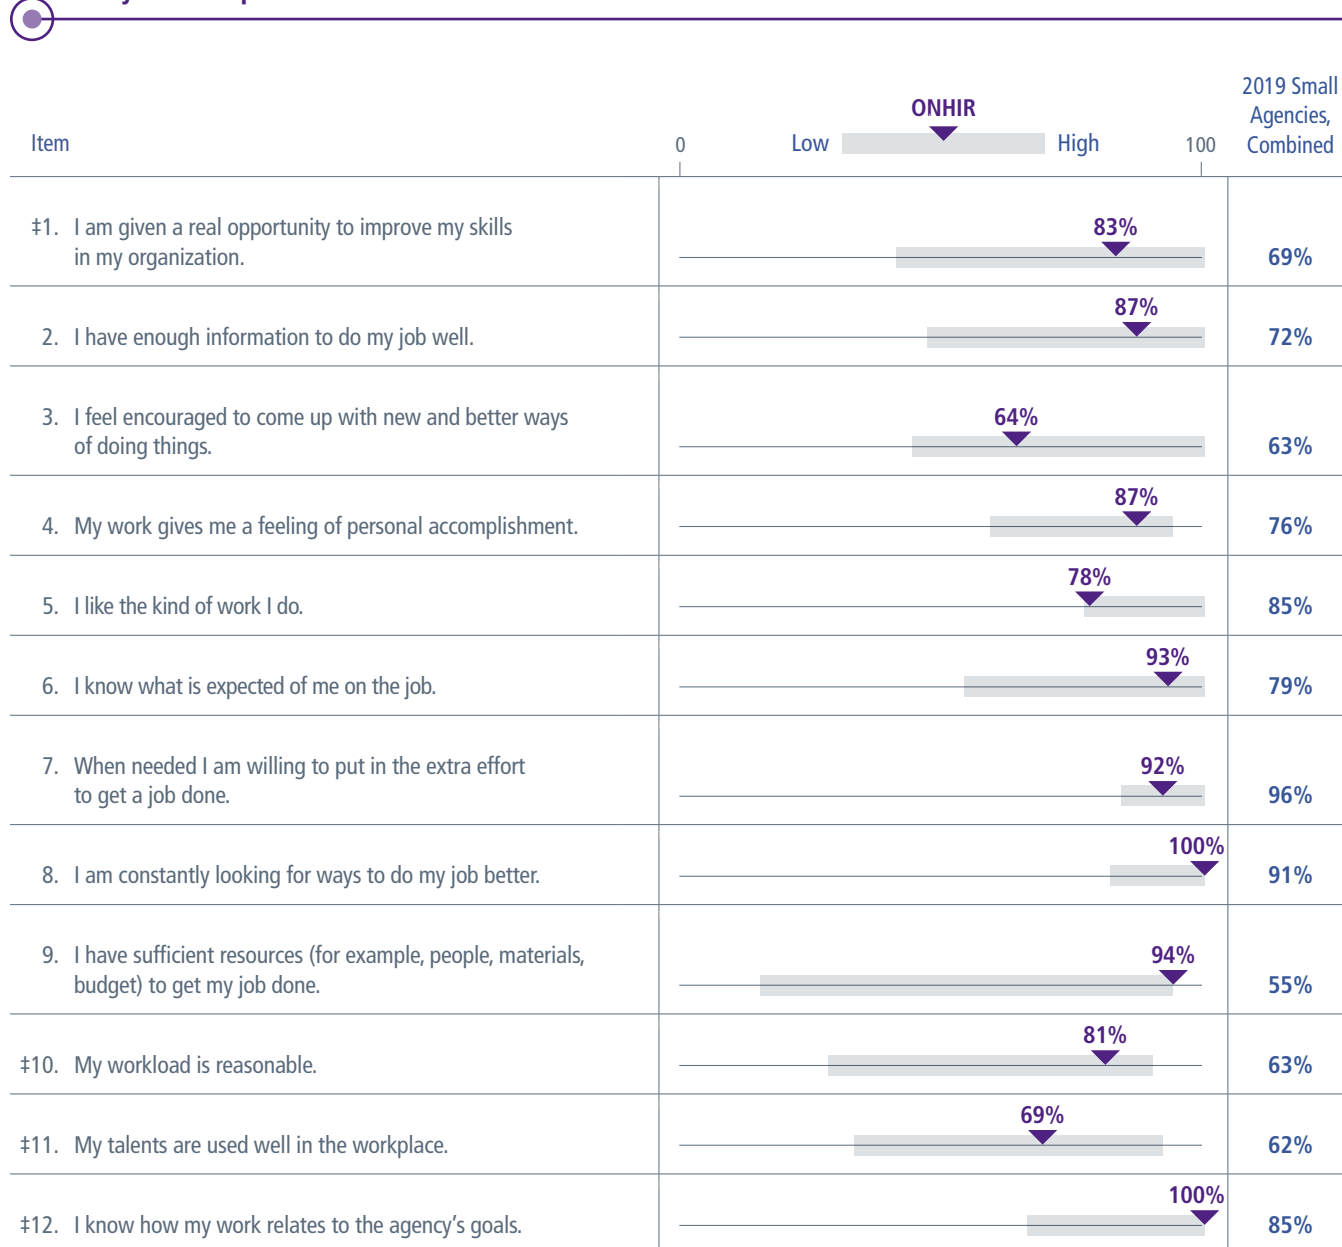 2019 Small
Agencies,
Combined
ONHIR
Item
0
Low
High
100
‡1. I am given a real opportunity to improve my skills
in my organization.
83%
69%
2. I have enough information to do my job well.
87%
72%
3. I feel encouraged to come up with new and better ways
of doing things.
64%
63%
4. My work gives me a feeling of personal accomplishment.
87%
76%
5. I like the kind of work I do.
78%
85%
6. I know what is expected of me on the job.
93%
79%
7. When needed I am willing to put in the extra effort
to get a job done.
92%
96%
8. I am constantly looking for ways to do my job better.
100%
91%
9. I have sufficient resources (for example, people, materials,
budget) to get my job done.
94%
55%
‡10. My workload is reasonable.
81%
63%
‡11. My talents are used well in the workplace.
69%
62%
‡12. I know how my work relates to the agency’s goals.
100%
85%